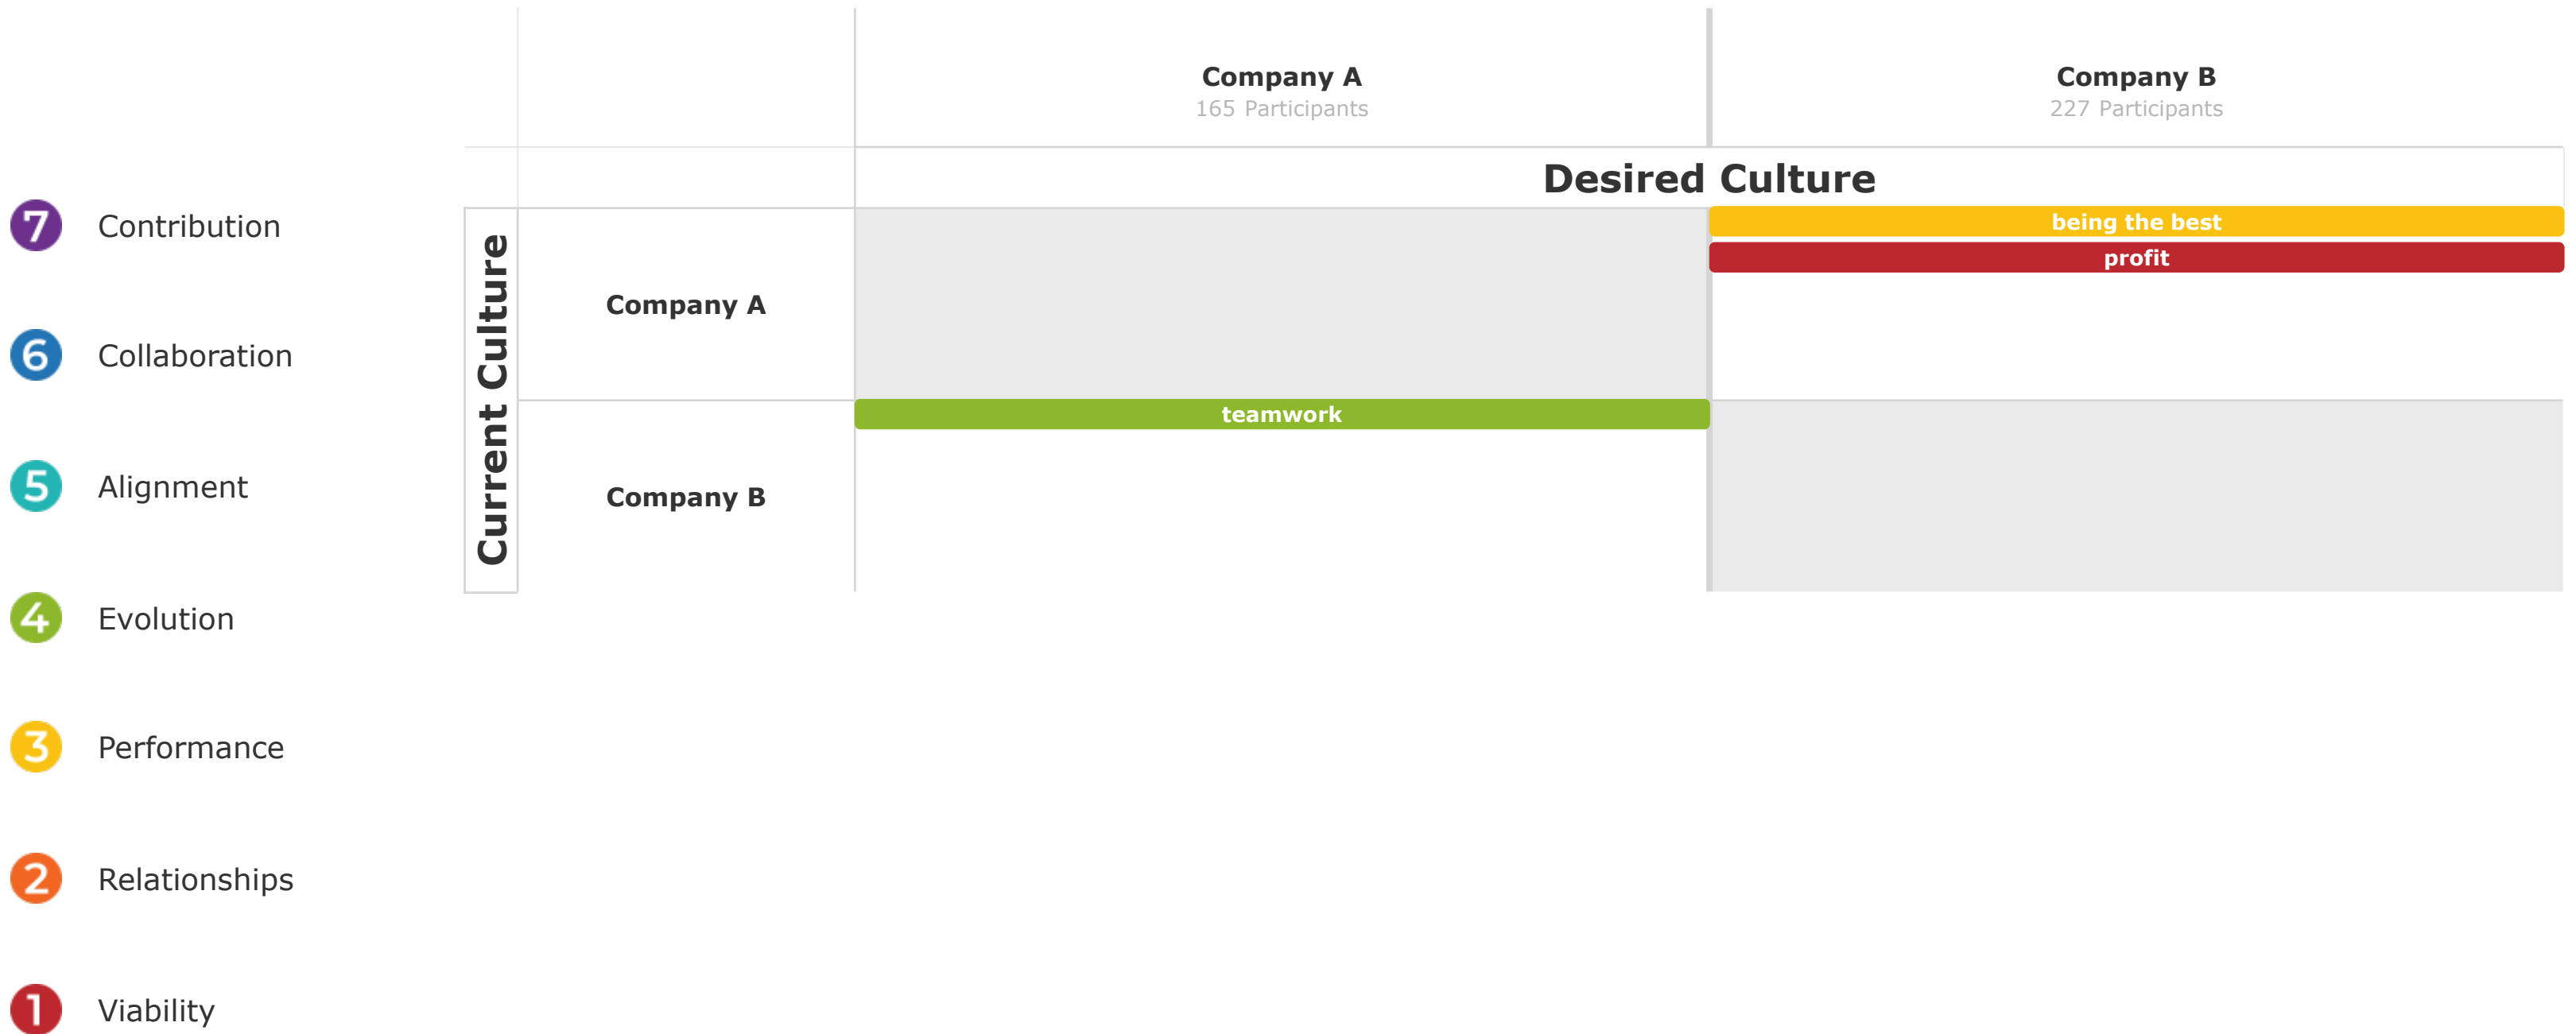 Company A
165 Participants
Company B
227 Participants
Desired Culture
Current Culture
Company A
being the best
profit
Company B
teamwork
7 Contribution
6 Collaboration
5 Alignment
4 Evolution
3 Performance
2 Relationships
1 Viability